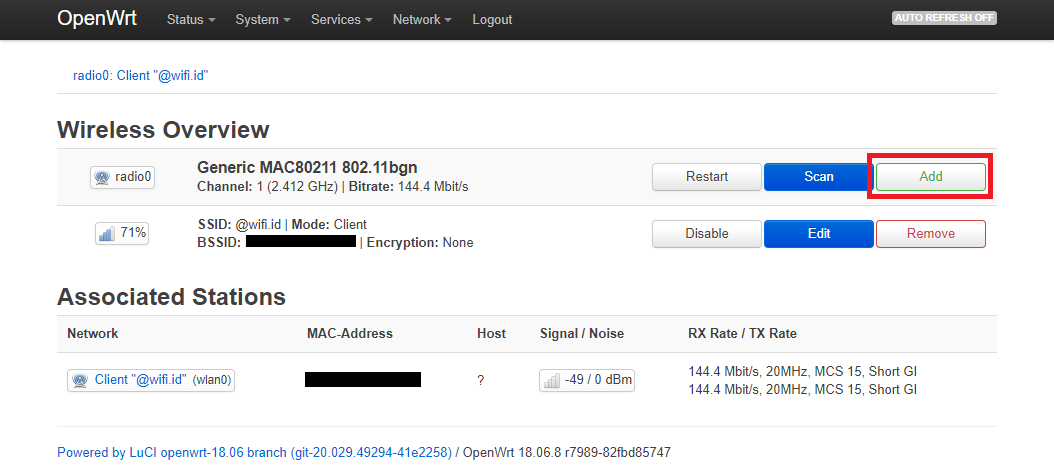 OpenWrt Status System Services Network Logout AUTO REFRESH OFF
radio0: Client "@wifi.id"
Wireless Overview
radio0
Generic MAC80211 802.11bgn
Channel: 1 (2.412 GHz) | Bitrate: 144.4 Mbit/s
Restart Scan Add
71%
SSID: @wifi.id | Mode: Client
BSSID: | Encryption: None
Disable Edit Remove
Associated Stations
Network MAC-Address Host Signal / Noise RX Rate / TX Rate
Client "@wifi.id" (wlan0) ? -49 / 0 dBm
144.4 Mbit/s, 20MHz, MCS 15, Short GI
144.4 Mbit/s, 20MHz, MCS 15, Short GI
Powered by LuCI openwrt-18.06 branch (git-20.029.49294-41e2258) / OpenWrt 18.06.8 r7989-82fbd85747